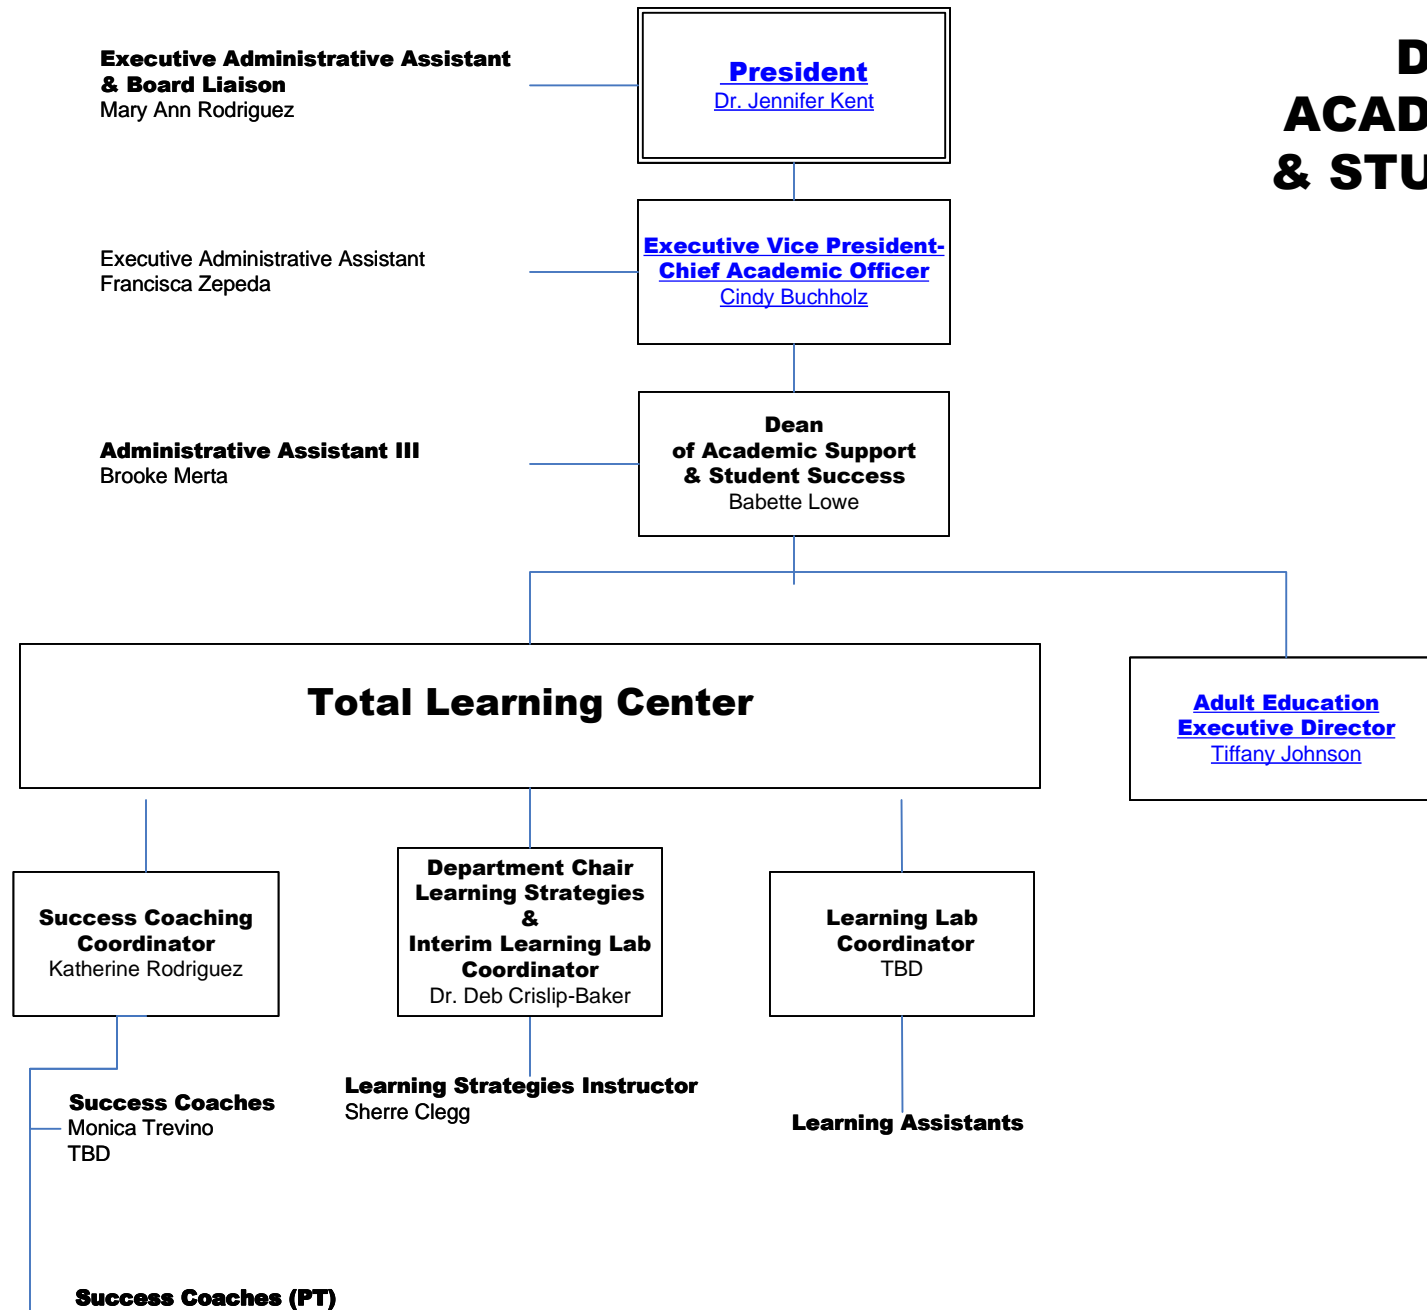 Executive Administrative Assistant
& Board Liaison
Mary Ann Rodriguez
President
Dr. Jennifer Kent
D
ACAD
& STU
Executive Administrative Assistant
Francisca Zepeda
Executive Vice President-
Chief Academic Officer
Cindy Buchholz
Administrative Assistant III
Brooke Merta
Dean
of Academic Support
& Student Success
Babette Lowe
Total Learning Center
Adult Education
Executive Director
Tiffany Johnson
Success Coaching
Coordinator
Katherine Rodriguez
Department Chair
Learning Strategies
&
Interim Learning Lab
Coordinator
Dr. Deb Crislip-Baker
Learning Lab
Coordinator
TBD
Success Coaches
Monica Trevino
TBD
Learning Strategies Instructor
Sherre Clegg
Learning Assistants
Success Coaches (PT)